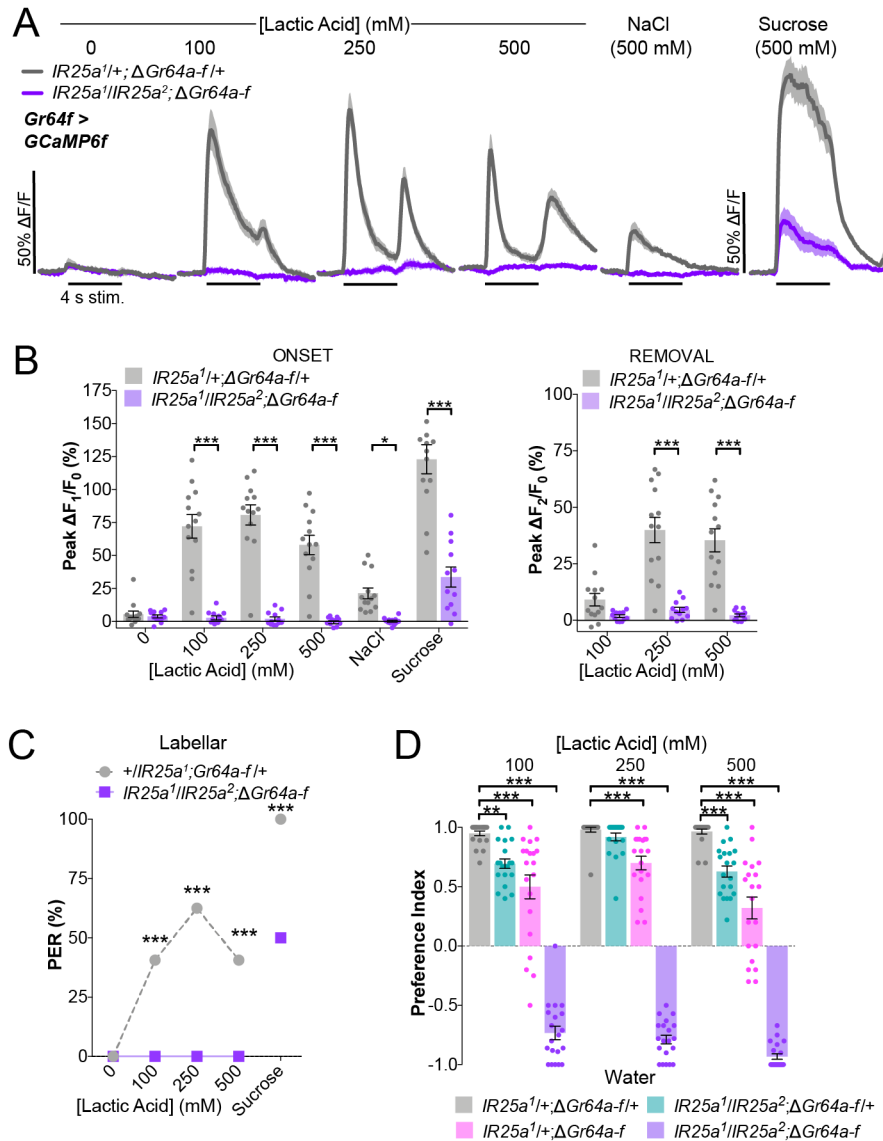 A
[Lactic Acid] (mM)
NaCl
Sucrose
0
100
250
500
(500 mM)
(500 mM)
IR25a¹/+;ΔGr64a-f/+
IR25a¹/IR25a²;ΔGr64a-f
Gr64f >
GCaMP6f
50% ΔF/F
50% ΔF/F
4 s stim.
B
ONSET
IR25a¹/+;ΔGr64a-f/+
IR25a¹/IR25a²;ΔGr64a-f
Peak ΔF₁/F₀ (%)
175
150
125
100
75
50
25
0
***
***
***
*
***
0
100
250
500
NaCl
Sucrose
[Lactic Acid] (mM)
REMOVAL
IR25a¹/+;ΔGr64a-f/+
IR25a¹/IR25a²;ΔGr64a-f
Peak ΔF₂/F₀ (%)
100
75
50
25
0
***
***
100
250
500
[Lactic Acid] (mM)
C
Labellar
+/IR25a¹;Gr64a-f/+
IR25a¹/IR25a²;ΔGr64a-f
PER (%)
100
75
50
25
0
***
***
***
***
0
100
250
500
Sucrose
[Lactic Acid] (mM)
D
[Lactic Acid] (mM)
100
250
500
***
***
**
***
***
***
***
***
Preference Index
1.0
0.5
0.0
-0.5
-1.0
Water
IR25a¹/+;ΔGr64a-f/+
IR25a¹/IR25a²;ΔGr64a-f/+
IR25a¹/+;ΔGr64a-f
IR25a¹/IR25a²;ΔGr64a-f